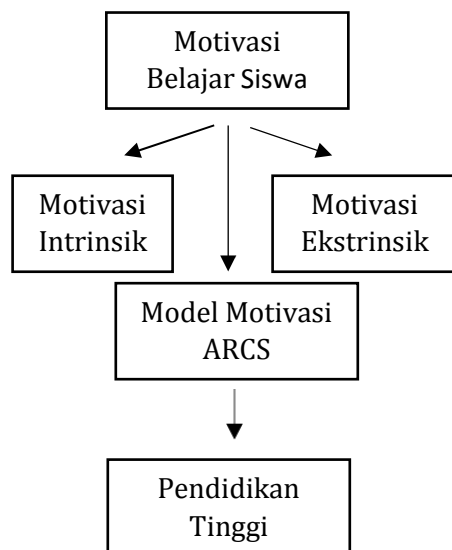 Motivasi
Belajar Siswa
Motivasi
Intrinsik
Motivasi
Ekstrinsik
Model Motivasi
ARCS
Pendidikan
Tinggi